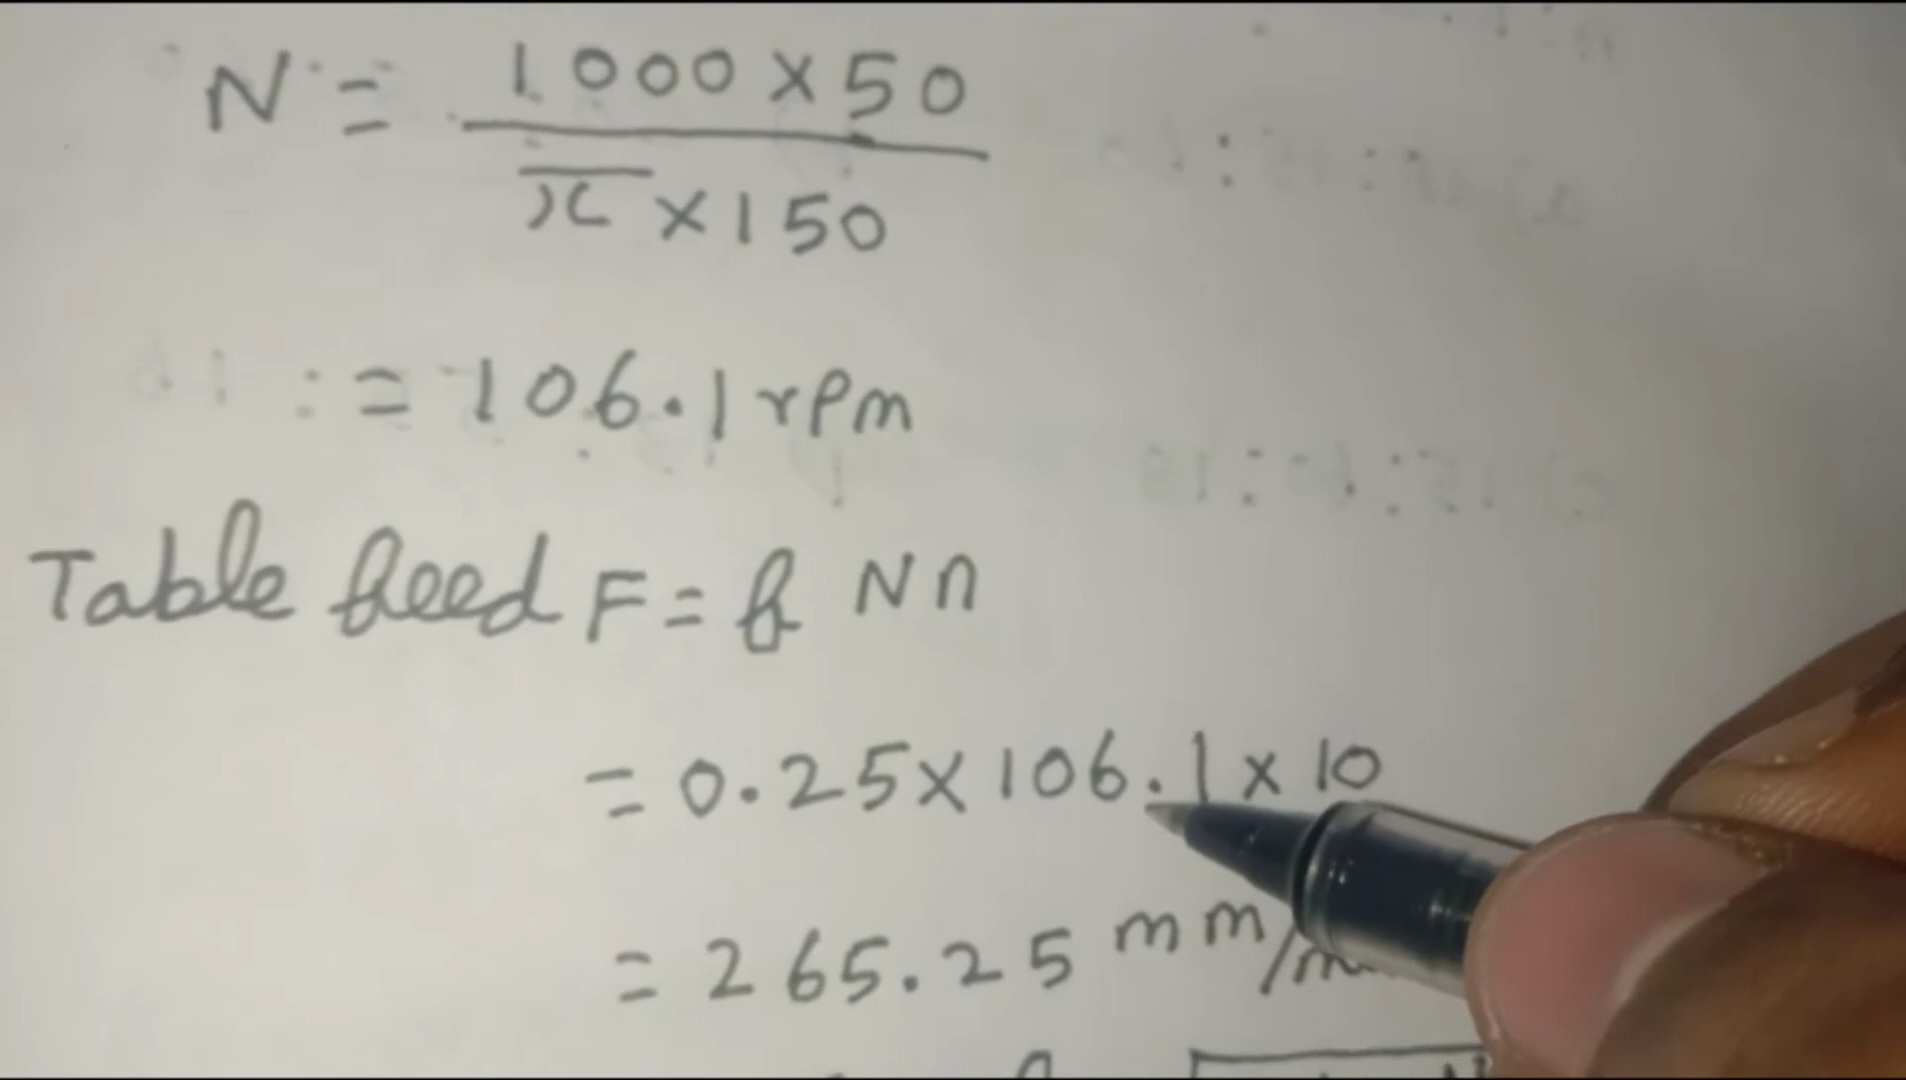 N = 1000 × 50
π × 150
= 106.1 rpm
Table feed F = f N n
= 0.25 × 106.1 × 10
= 265.25 mm/